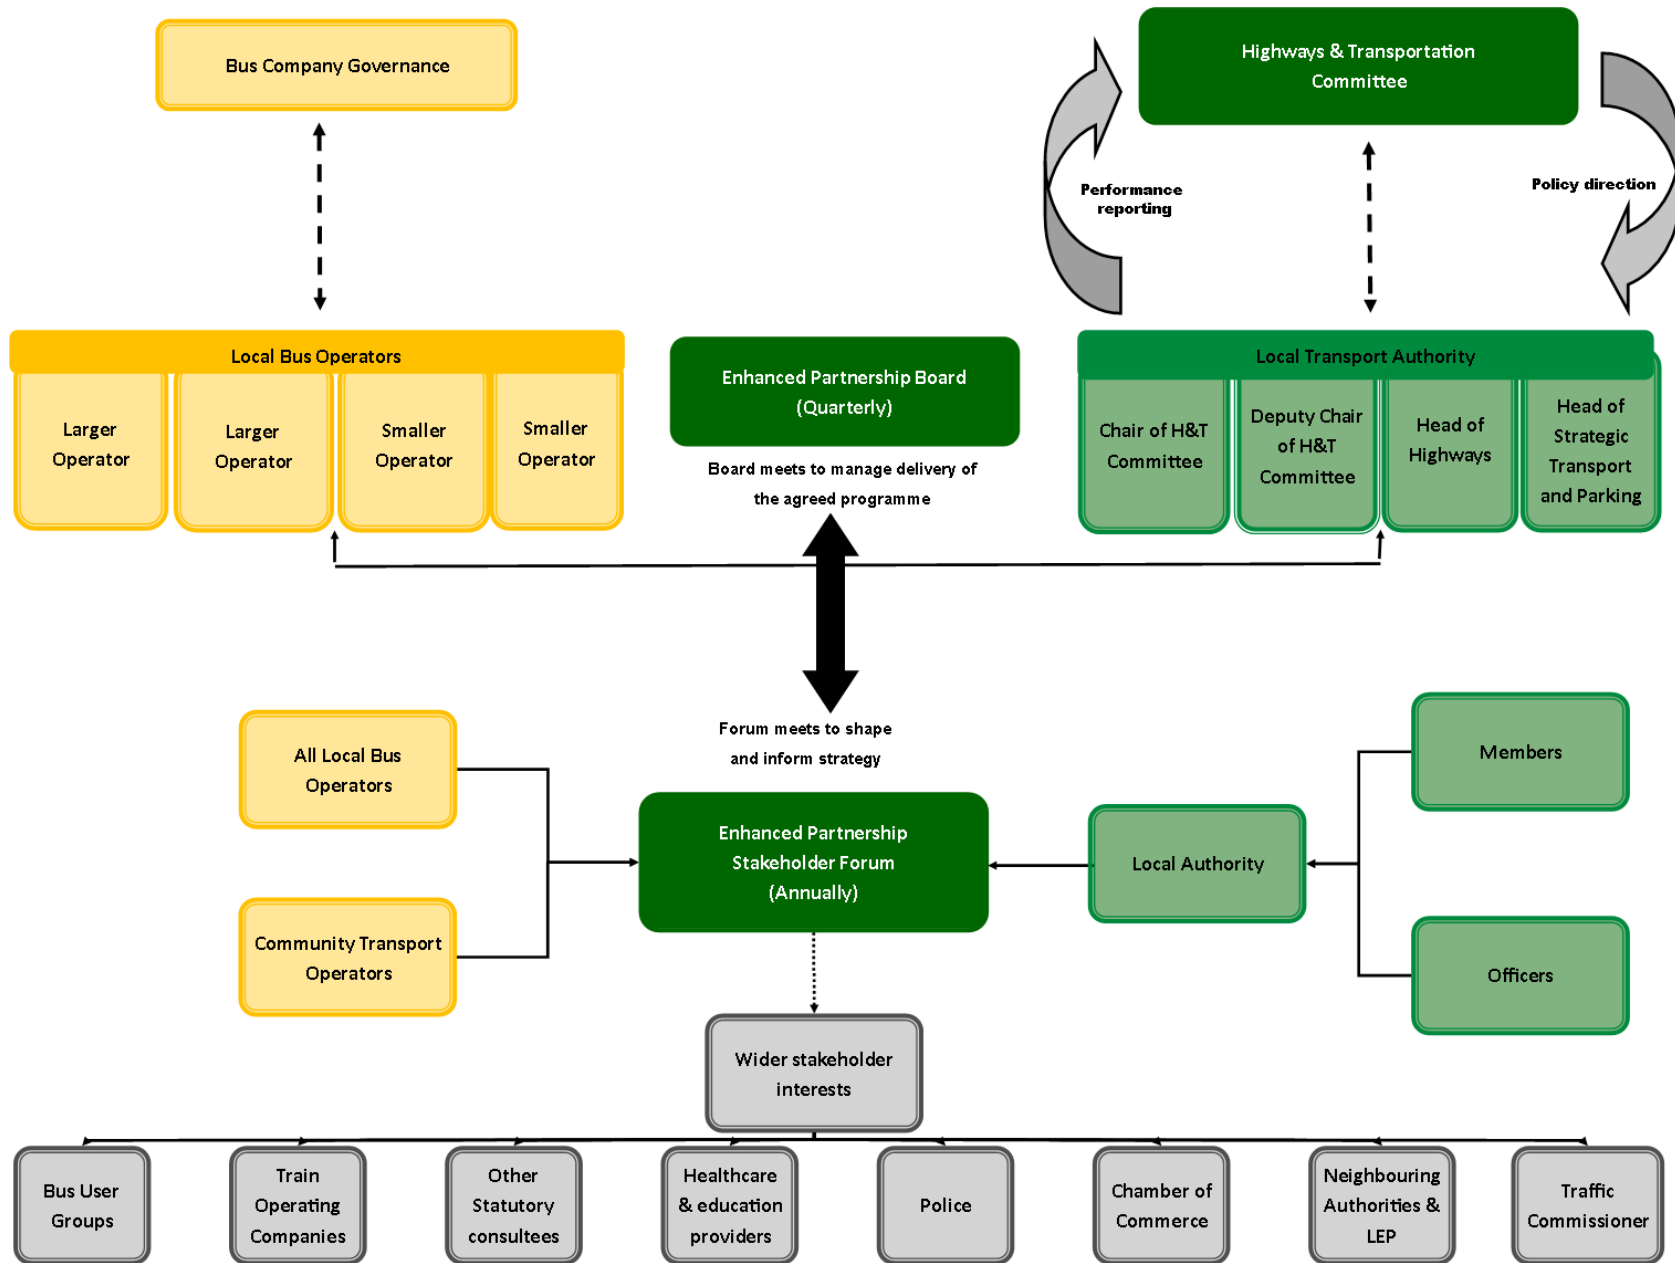 Bus Company Governance
Highways & Transportation
Committee
Performance
reporting
Policy direction
Local Bus Operators
Larger
Operator
Larger
Operator
Smaller
Operator
Smaller
Operator
Enhanced Partnership Board
(Quarterly)
Board meets to manage delivery of
the agreed programme
Local Transport Authority
Chair of H&T
Committee
Deputy Chair
of H&T
Committee
Head of
Highways
Head of
Strategic
Transport
and Parking
Forum meets to shape
and inform strategy
All Local Bus
Operators
Community Transport
Operators
Enhanced Partnership
Stakeholder Forum
(Annually)
Local Authority
Members
Officers
Wider stakeholder
interests
Bus User
Groups
Train
Operating
Companies
Other
Statutory
consultees
Healthcare
& education
providers
Police
Chamber of
Commerce
Neighbouring
Authorities &
LEP
Traffic
Commissioner